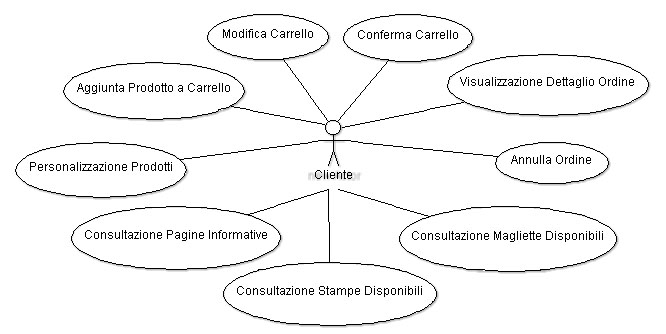 Modifica Carrello
Conferma Carrello
Aggiunta Prodotto a Carrello
Visualizzazione Dettaglio Ordine
Personalizzazione Prodotti
Annulla Ordine
Cliente
Consultazione Pagine Informative
Consultazione Magliette Disponibili
Consultazione Stampe Disponibili